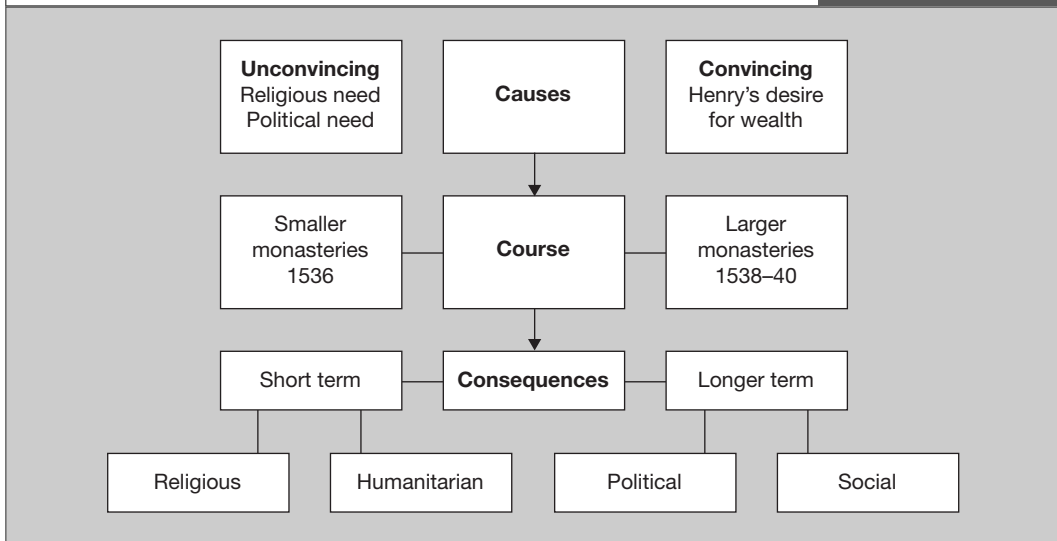 Unconvincing
Religious need
Political need
Causes
Convincing
Henry's desire
for wealth
Smaller
monasteries
1536
Course
Larger
monasteries
1538–40
Short term
Consequences
Longer term
Religious
Humanitarian
Political
Social